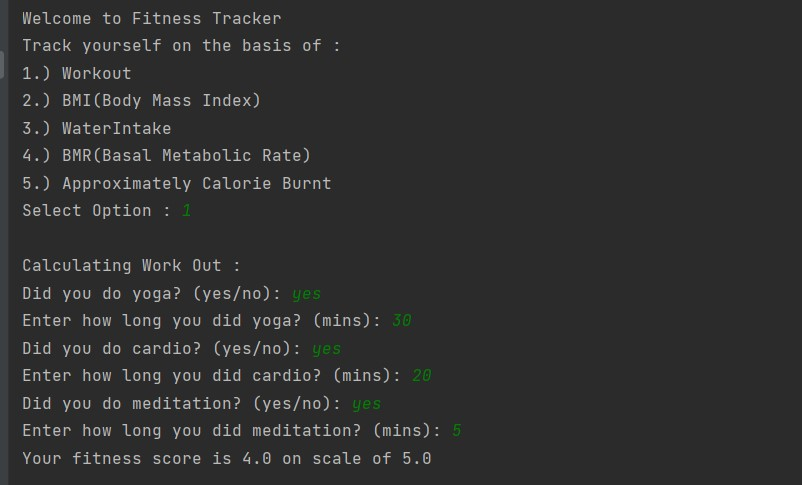 Welcome to Fitness Tracker
Track yourself on the basis of :
1.) Workout
2.) BMI(Body Mass Index)
3.) WaterIntake
4.) BMR(Basal Metabolic Rate)
5.) Approximately Calorie Burnt
Select Option : 1
Calculating Work Out :
Did you do yoga? (yes/no): yes
Enter how long you did yoga? (mins): 30
Did you do cardio? (yes/no): yes
Enter how long you did cardio? (mins): 20
Did you do meditation? (yes/no): yes
Enter how long you did meditation? (mins): 5
Your fitness score is 4.0 on scale of 5.0